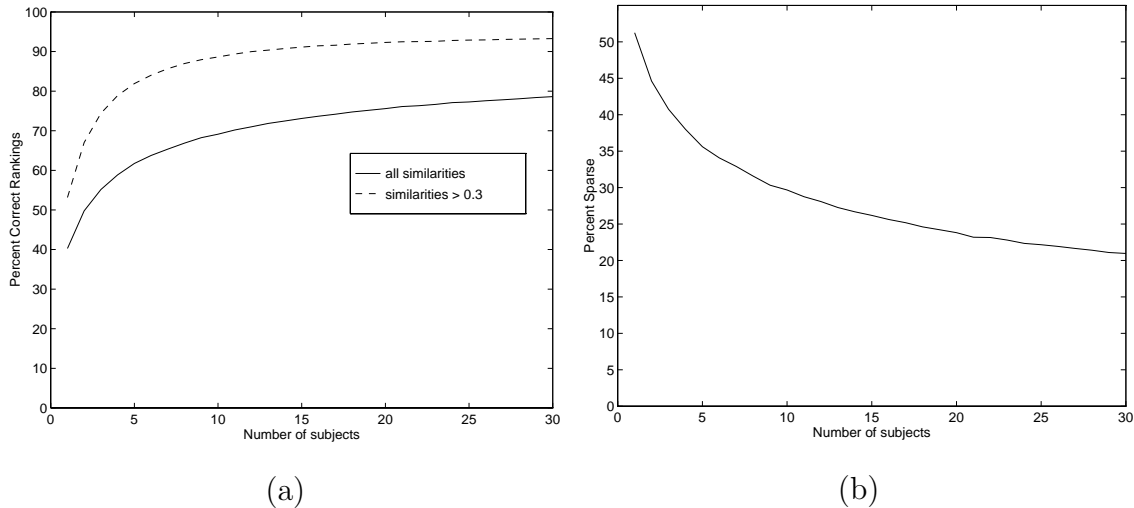 100
90
80
70
60
50
40
30
20
10
0
Percent Correct Rankings
0 5 10 15 20 25 30
Number of subjects
all similarities
similarities > 0.3
(a)
50
45
40
35
30
25
20
15
10
5
0
Percent Sparse
0 5 10 15 20 25 30
Number of subjects
(b)